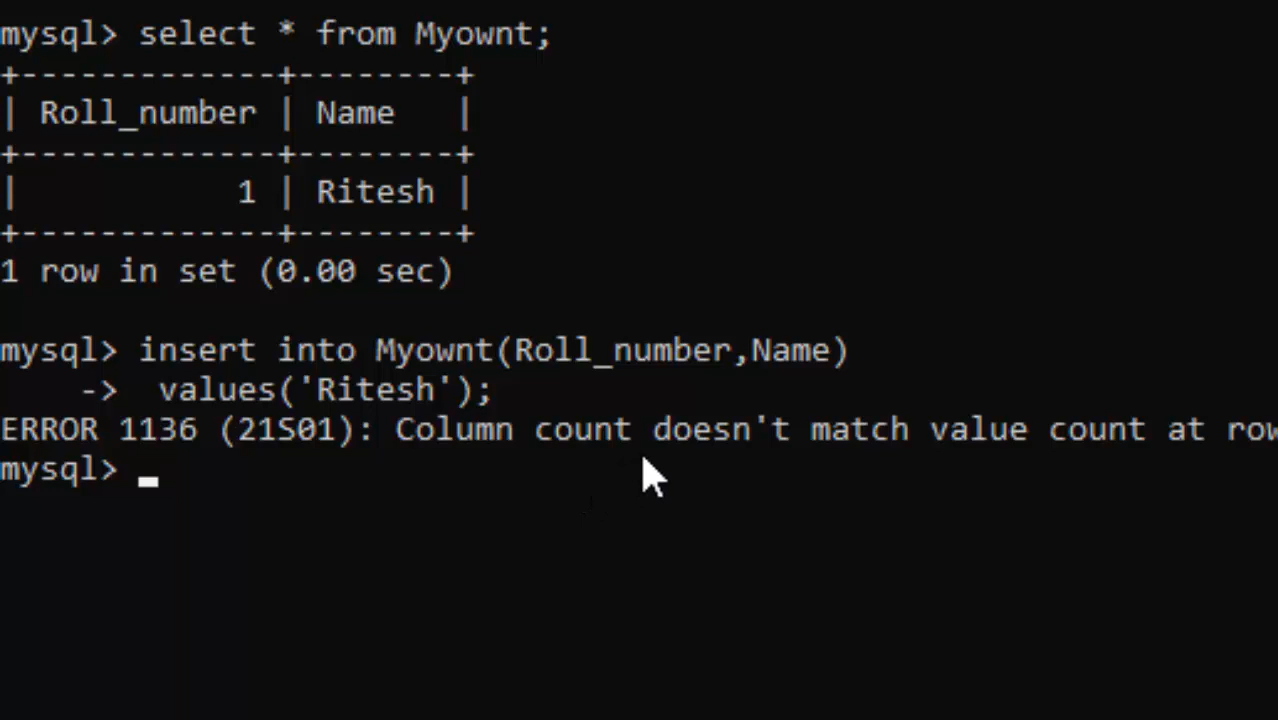 mysql> select * from Myownt;
+-------------+--------+
| Roll_number | Name   |
+-------------+--------+
|           1 | Ritesh |
+-------------+--------+
1 row in set (0.00 sec)
mysql> insert into Myownt(Roll_number,Name)
    ->  values('Ritesh');
ERROR 1136 (21S01): Column count doesn't match value count at row
mysql> _